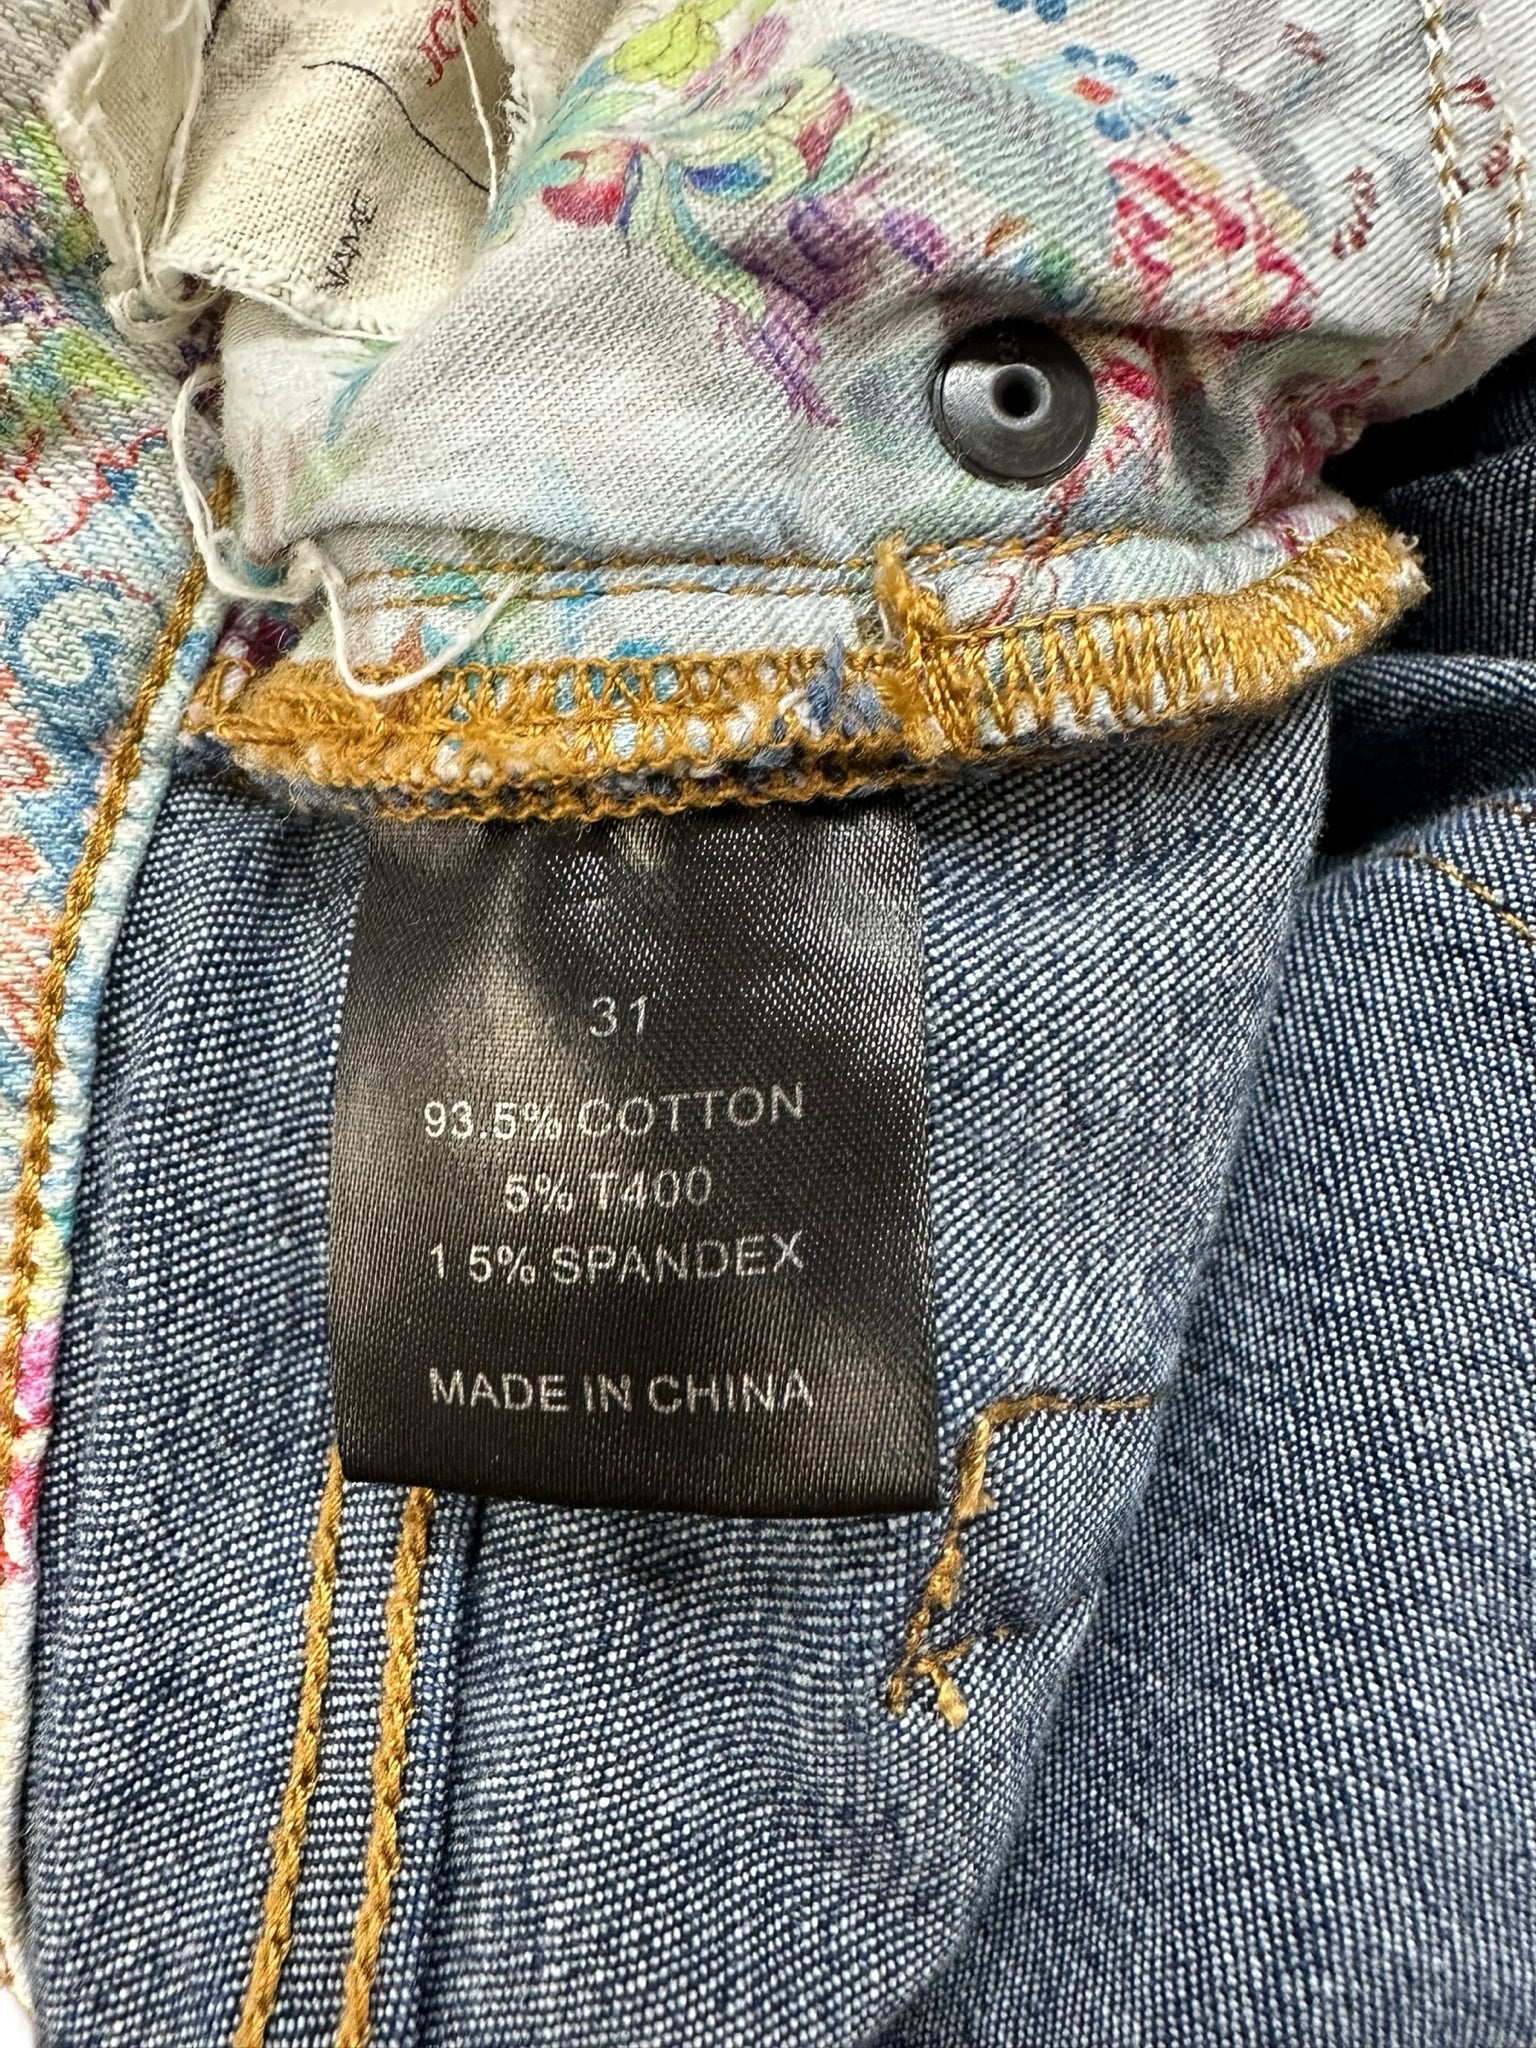 31
93.5% COTTON
5% T400
1 5% SPANDEX
MADE IN CHINA